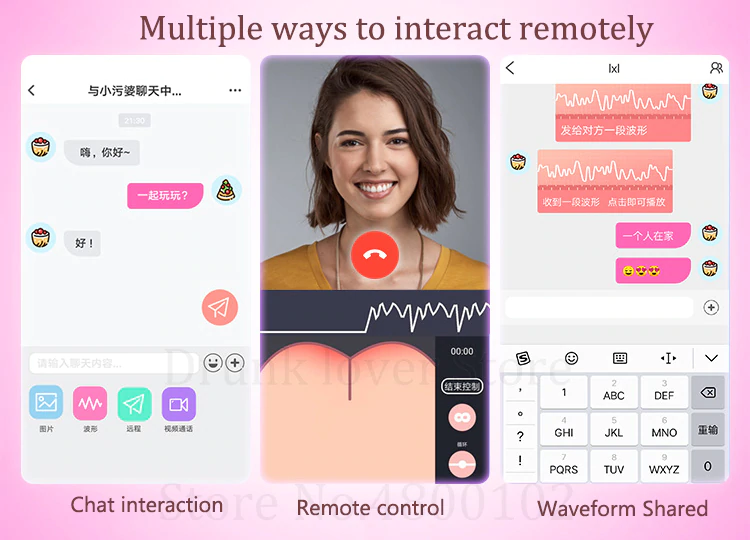 Multiple ways to interact remotely
与小污婆聊天中...
21:30
嗨，你好~
一起玩玩？
好！
请输入聊天内容...
图片
波形
远程
视频通话
Chat interaction
00:00
结束控制
循环
Remote control
lxl
发给对方一段波形
收到一段波形 点击即可播放
一个人在家
，
。
?
!
1
2
ABC
3
DEF
4
GHI
5
JKL
6
MNO
重输
7
PQRS
8
TUV
9
WXYZ
0
Waveform Shared
Drunk lover Store
Store No.4800102